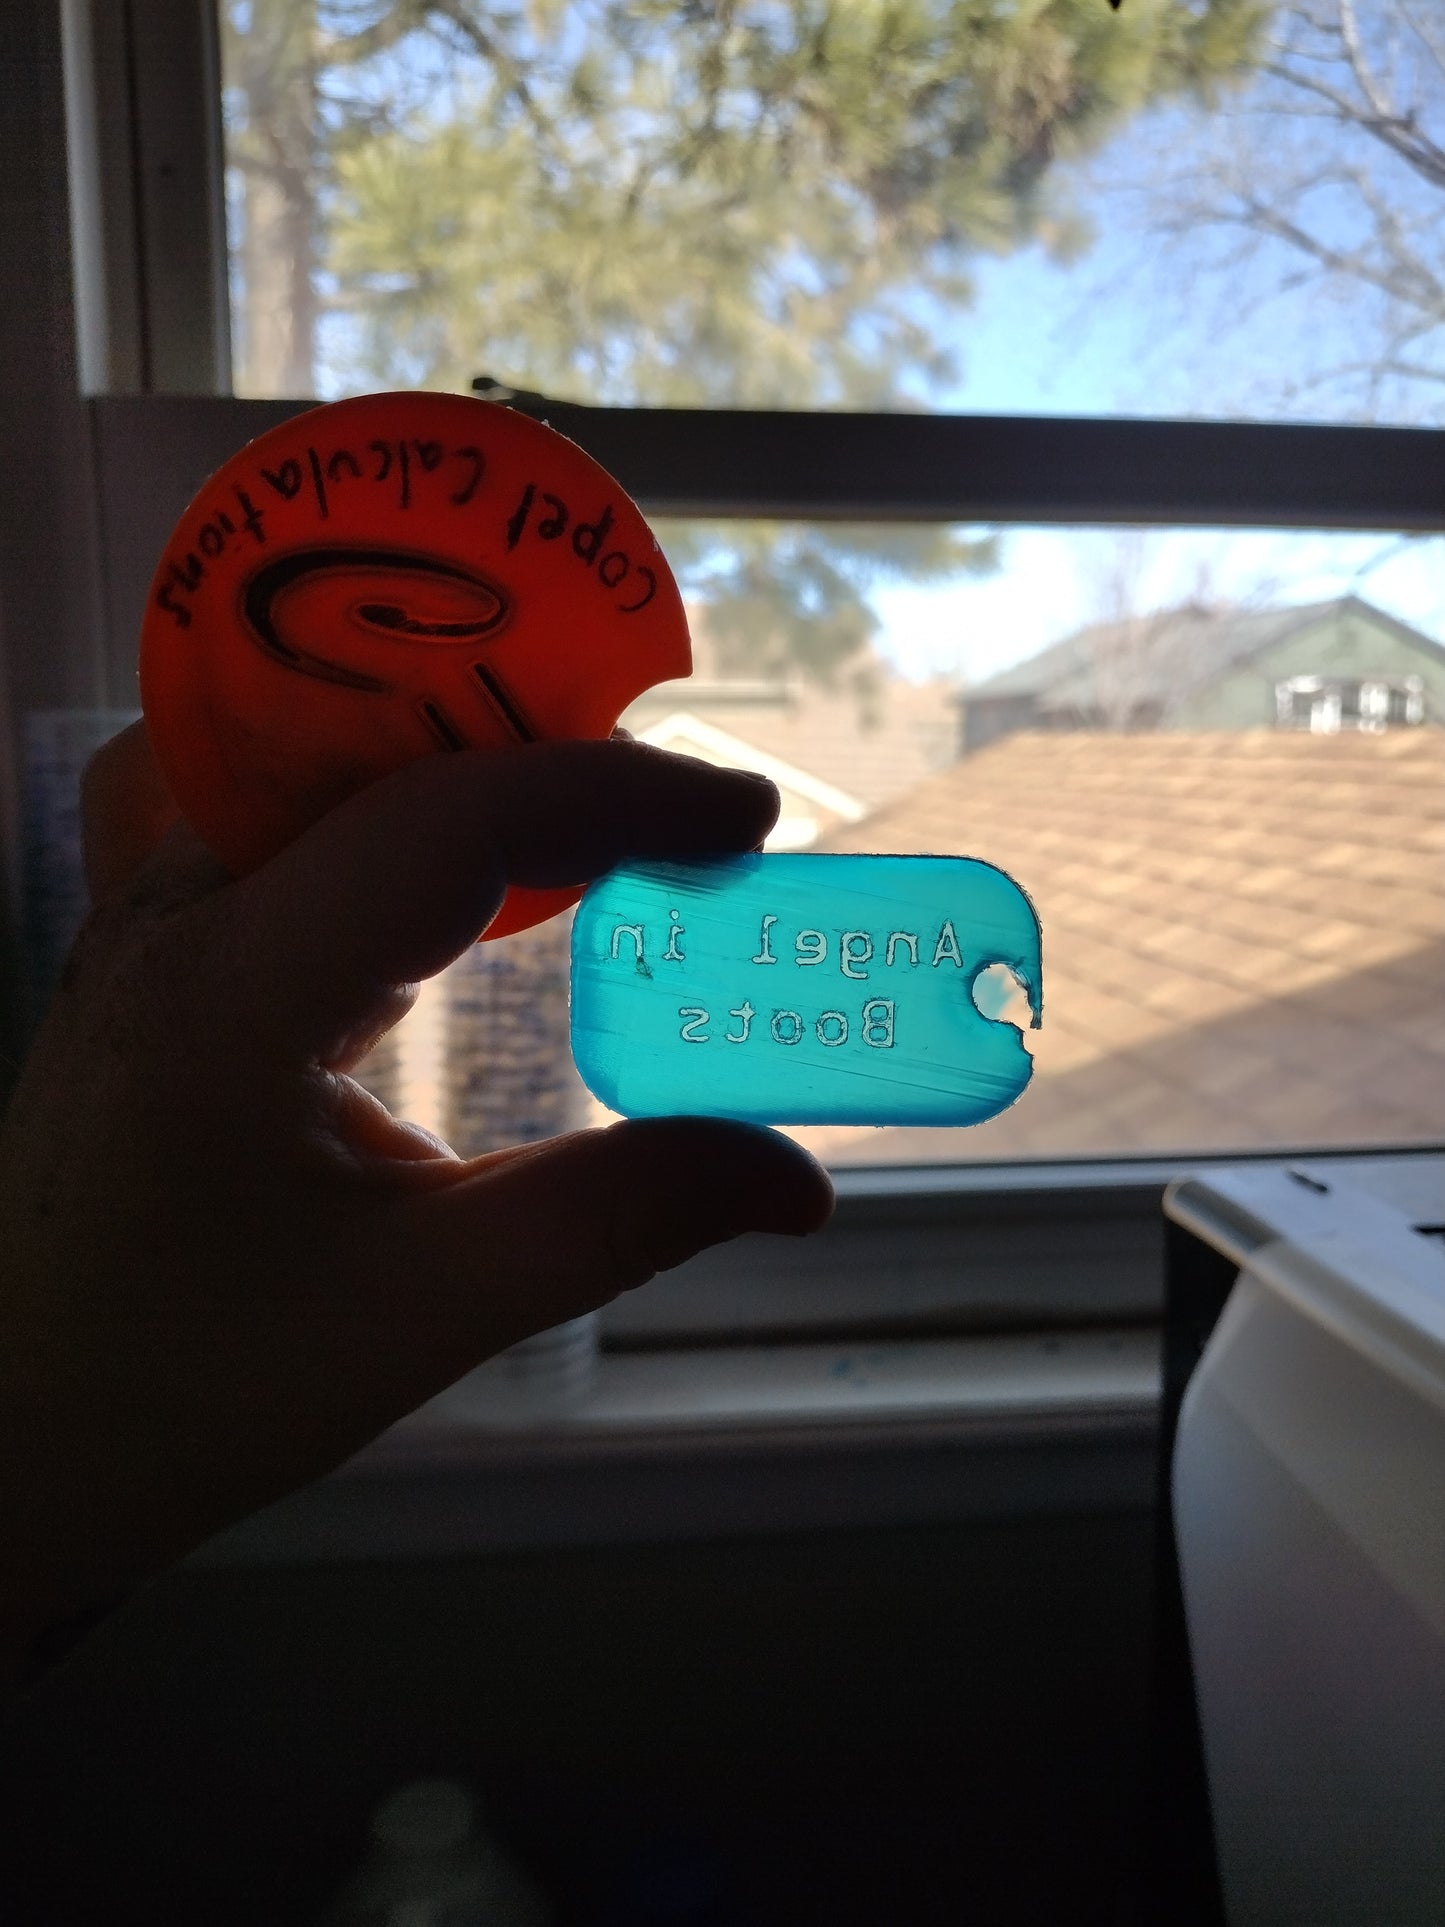 Copel Calculations
Angel in
Boots